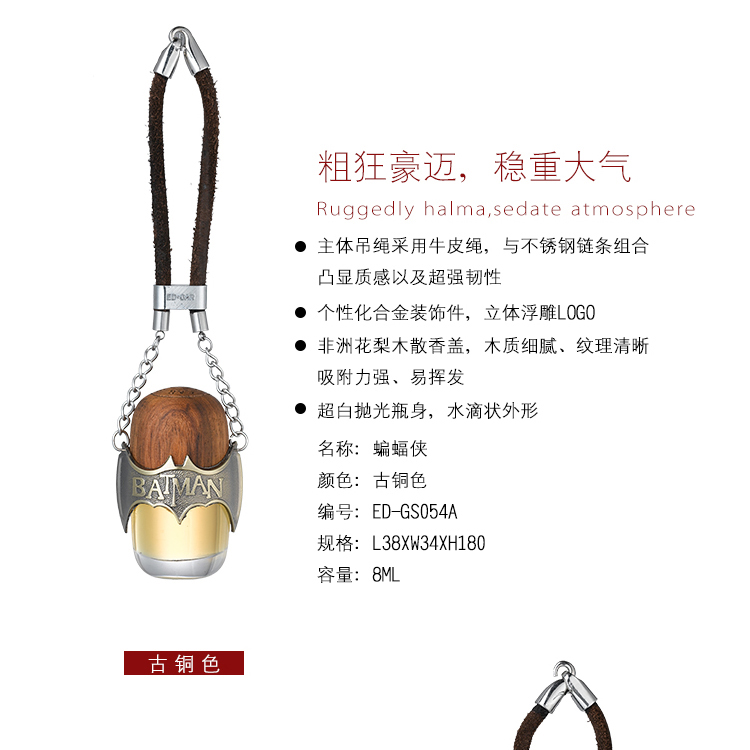 粗狂豪迈，稳重大气
Ruggedly halma,sedate atmosphere
主体吊绳采用牛皮绳，与不锈钢链条组合
凸显质感以及超强韧性
个性化合金装饰件，立体浮雕LOGO
非洲花梨木散香盖，木质细腻、纹理清晰
吸附力强、易挥发
超白抛光瓶身，水滴状外形
名称：蝙蝠侠
颜色：古铜色
编号：ED-GS054A
规格：L38XW34XH180
容量：8ML
ED•GAR
BATMAN
古铜色